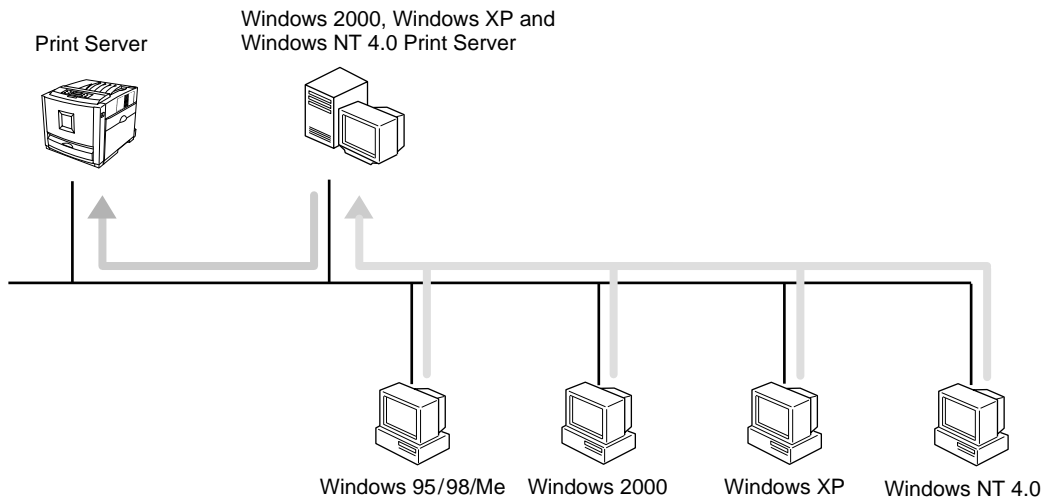 Windows 2000, Windows XP and
Windows NT 4.0 Print Server
Print Server
Windows 95/98/Me
Windows 2000
Windows XP
Windows NT 4.0